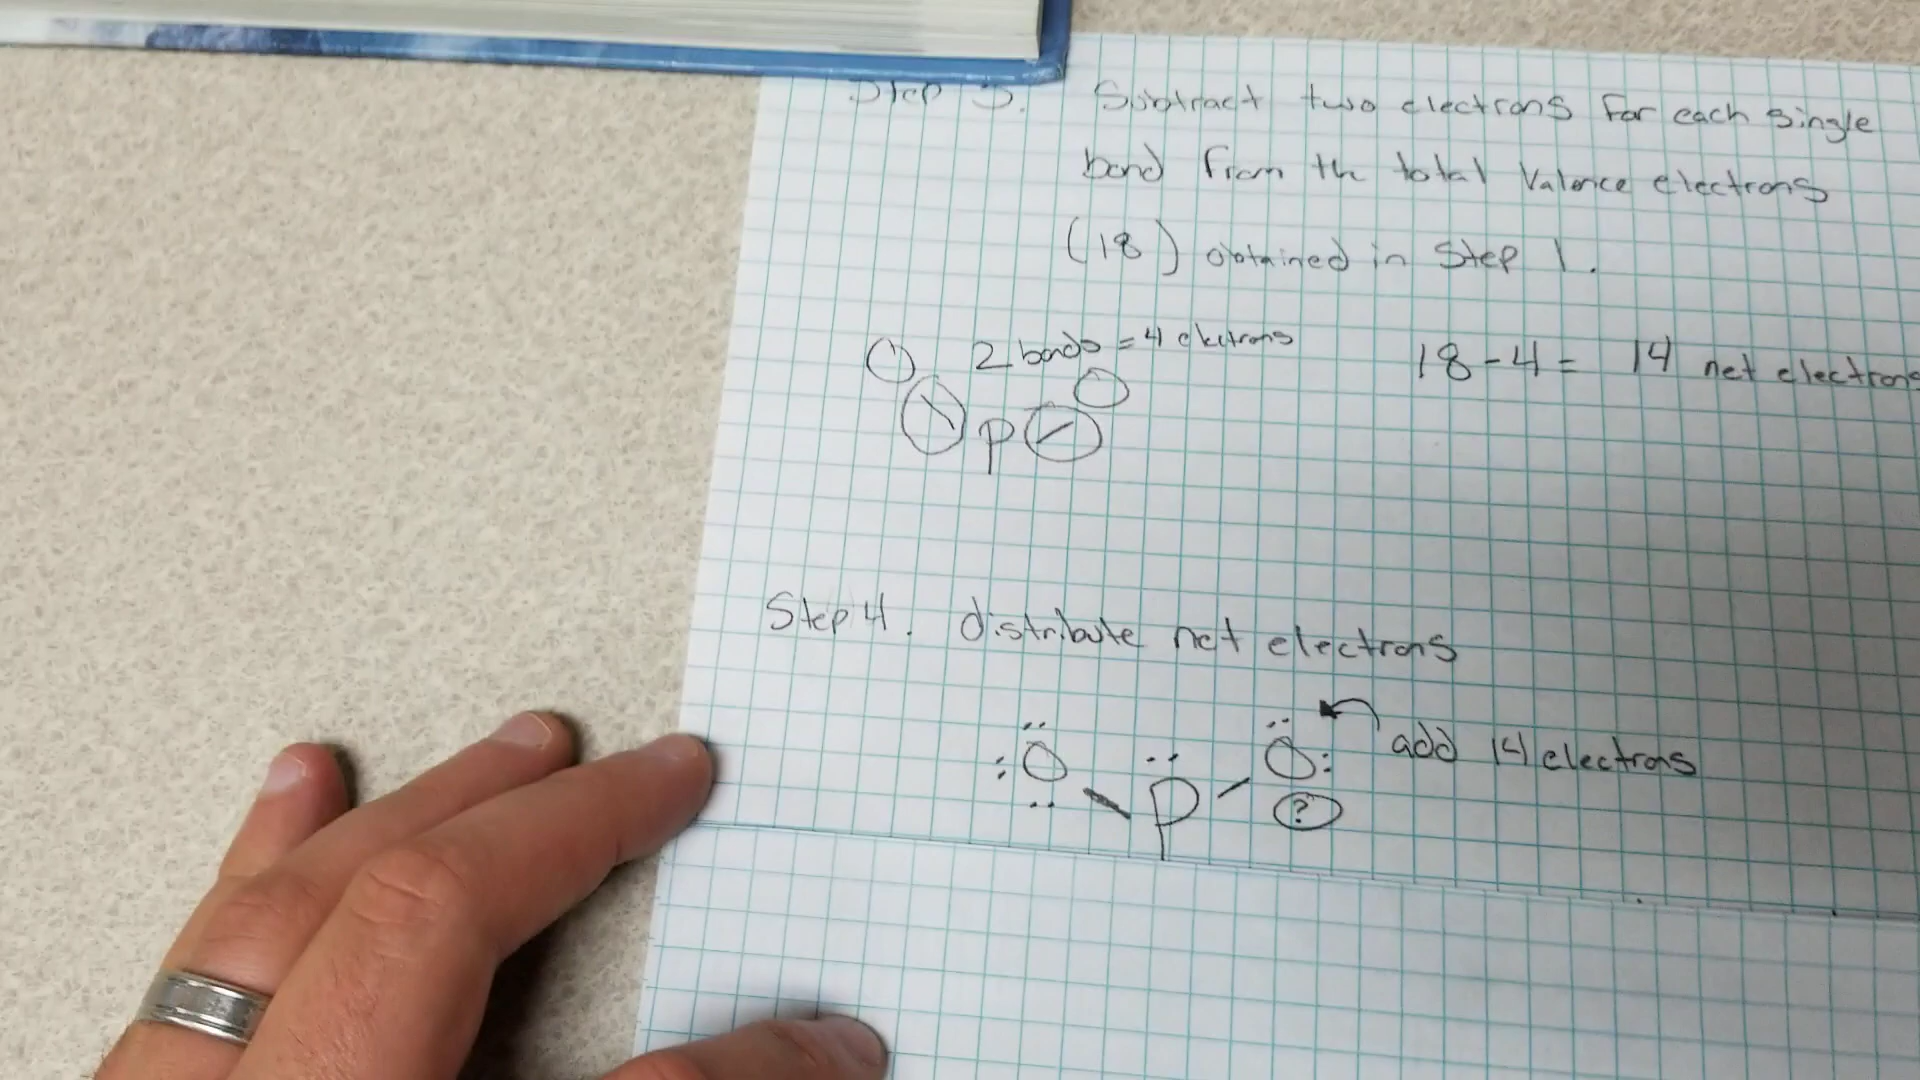 Step 3. Subtract two electrons for each single
bond from the total valence electrons
(18) obtained in Step 1.
2 bonds = 4 electrons 18 - 4 = 14 net electrons
O O
P
Step 4. distribute net electrons
add 14 electrons
:O P O:
?